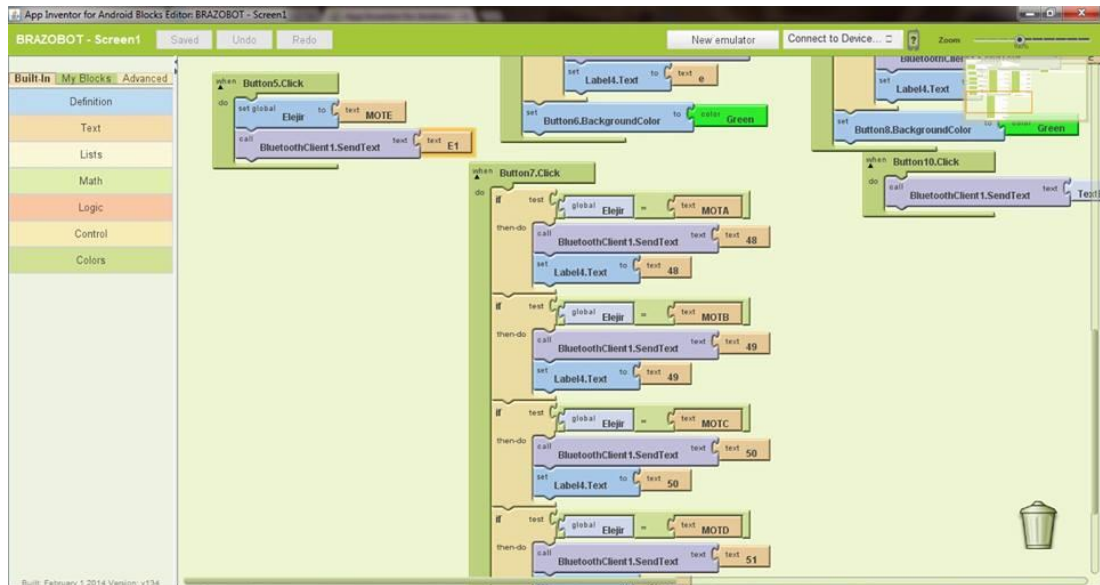 App Inventor for Android Blocks Editor: BRAZOBOT - Screen1
BRAZOBOT - Screen1 Saved Undo Redo New emulator Connect to Device... ? Zoom
Built-In My Blocks Advanced
Definition
Text
Lists
Math
Logic
Control
Colors
when Button5.Click
do set global Elejir to text MOTE
call BluetoothClient1.SendText text text E1
set Label4.Text to text e
set Button6.BackgroundColor to color Green
set Label4.Text
set Button8.BackgroundColor to color Green
when Button10.Click
do call BluetoothClient1.SendText text
when Button7.Click
do if test global Elejir = text MOTA
then-do call BluetoothClient1.SendText text text 48
set Label4.Text to text 48
if test global Elejir = text MOTB
then-do call BluetoothClient1.SendText text text 49
set Label4.Text to text 49
if test global Elejir = text MOTC
then-do call BluetoothClient1.SendText text text 50
set Label4.Text to text 50
if test global Elejir = text MOTD
then-do call BluetoothClient1.SendText text text 51
Built: February 1 2014 Version: v134